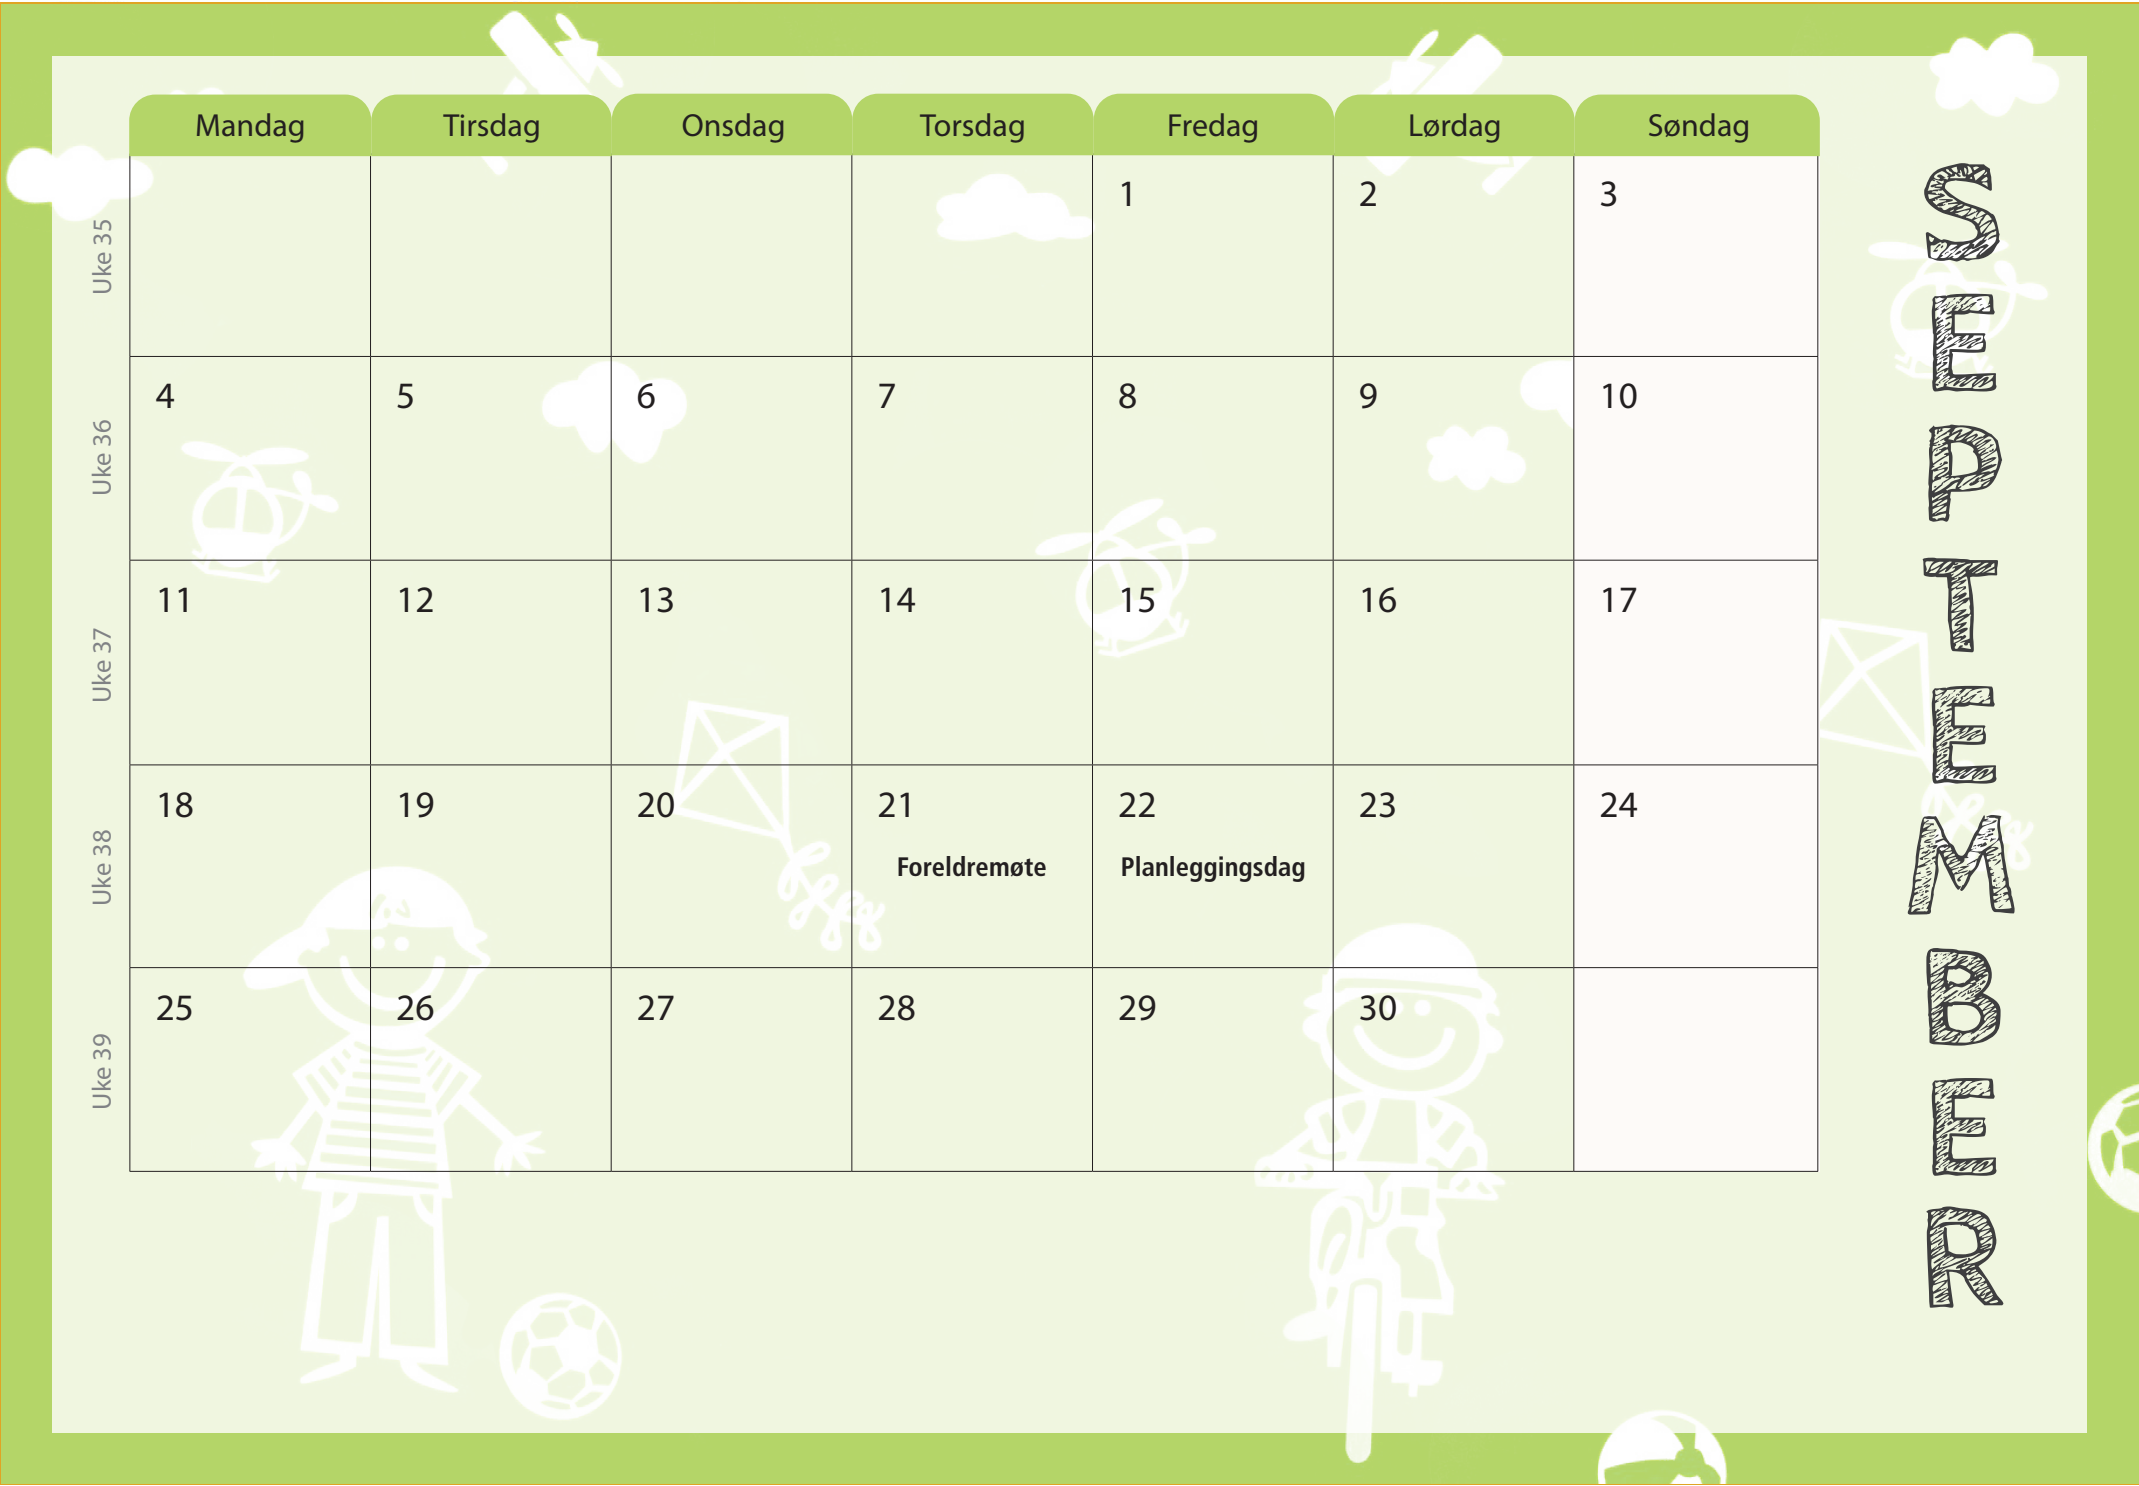 Mandag Tirsdag Onsdag Torsdag Fredag Lørdag Søndag
Uke 35
1 2 3
Uke 36
4 5 6 7 8 9 10
Uke 37
11 12 13 14 15 16 17
Uke 38
18 19 20 21 22 23 24
Foreldremøte Planleggingsdag
Uke 39
25 26 27 28 29 30
SEPTEMBER